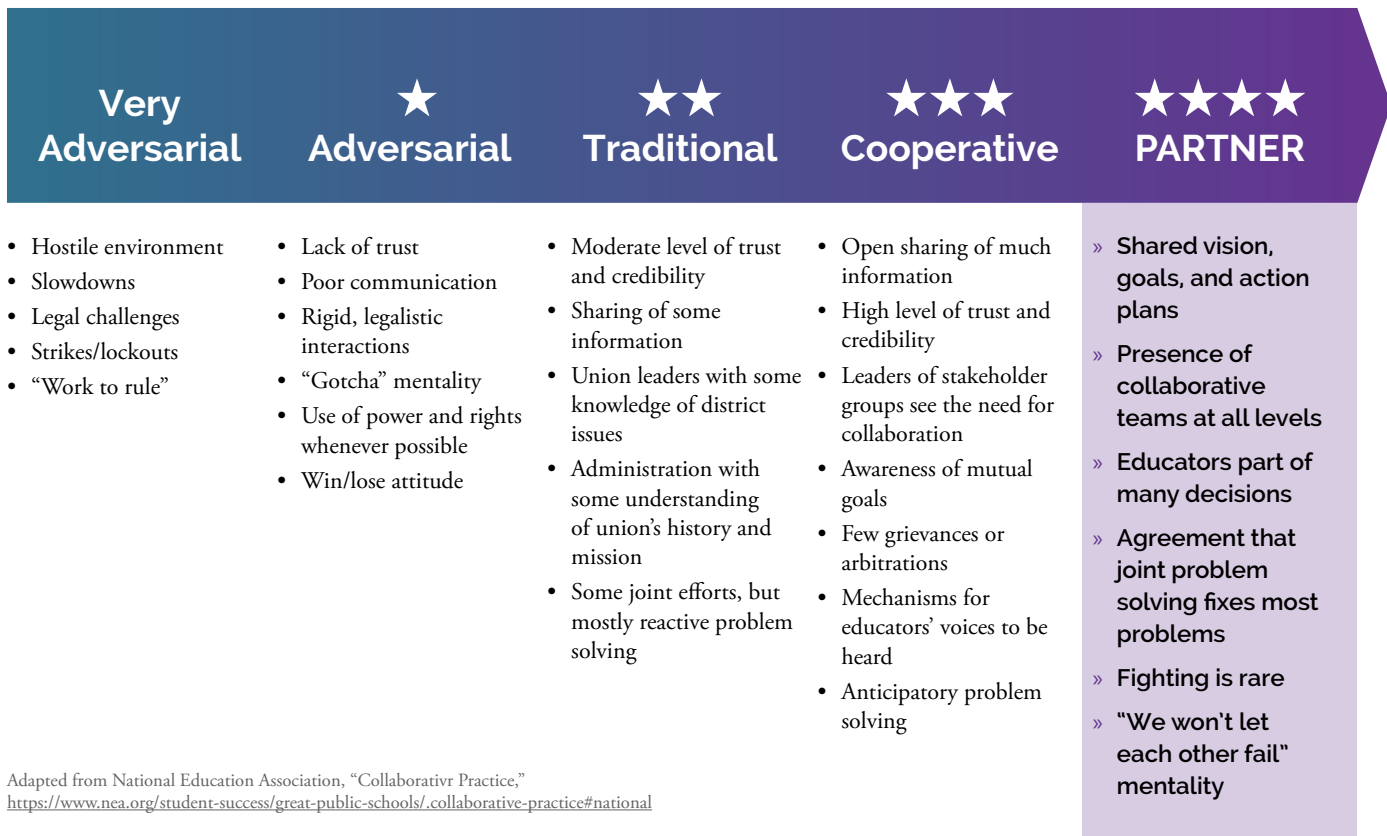 Very
Adversarial
Adversarial
Traditional
Cooperative
PARTNER
• Hostile environment
• Slowdowns
• Legal challenges
• Strikes/lockouts
• “Work to rule”
• Lack of trust
• Poor communication
• Rigid, legalistic
interactions
• “Gotcha” mentality
• Use of power and rights
whenever possible
• Win/lose attitude
• Moderate level of trust
and credibility
• Sharing of some
information
• Union leaders with some
knowledge of district
issues
• Administration with
some understanding
of union’s history and
mission
• Some joint efforts, but
mostly reactive problem
solving
• Open sharing of much
information
• High level of trust and
credibility
• Leaders of stakeholder
groups see the need for
collaboration
• Awareness of mutual
goals
• Few grievances or
arbitrations
• Mechanisms for
educators’ voices to be
heard
• Anticipatory problem
solving
» Shared vision,
goals, and action
plans
» Presence of
collaborative
teams at all levels
» Educators part of
many decisions
» Agreement that
joint problem
solving fixes most
problems
» Fighting is rare
» “We won’t let
each other fail”
mentality
Adapted from National Education Association, “Collaborativr Practice,”
https://www.nea.org/student-success/great-public-schools/.collaborative-practice#national